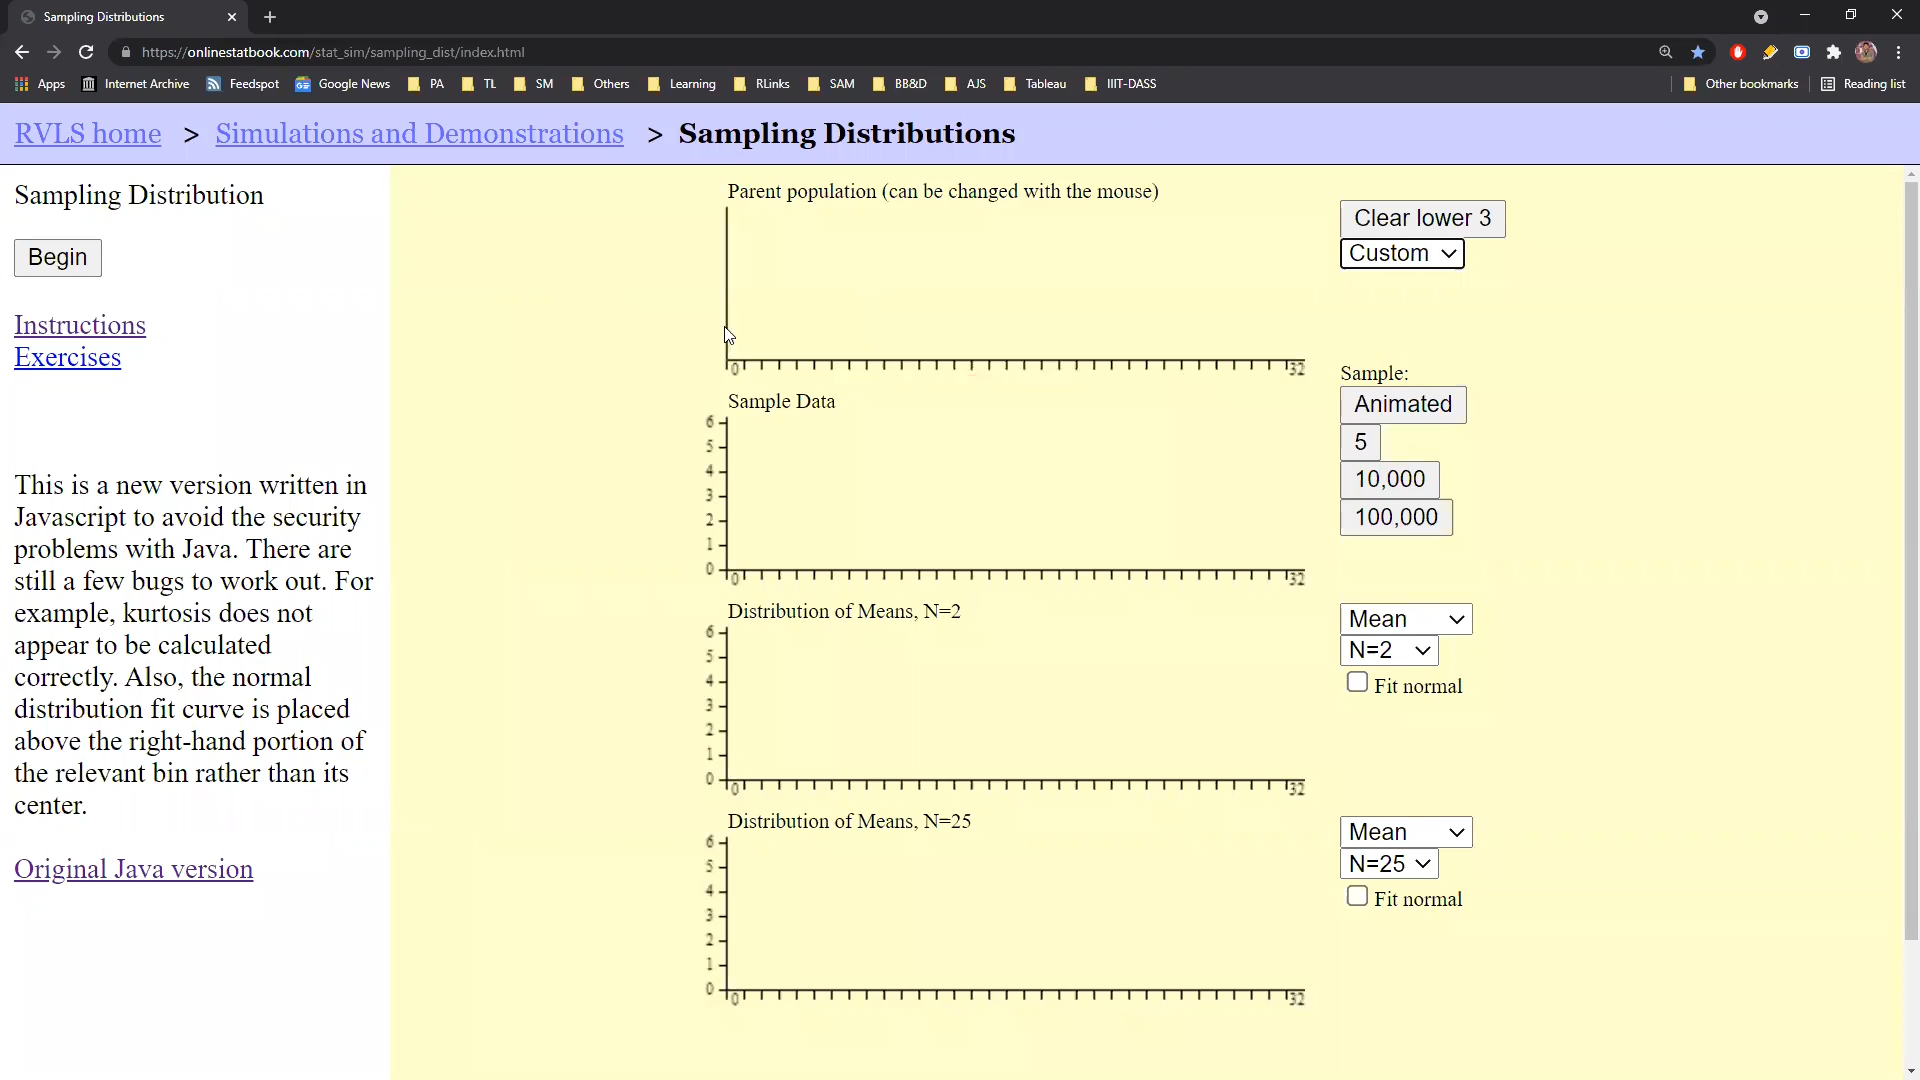 Sampling Distributions
https://onlinestatbook.com/stat_sim/sampling_dist/index.html
Apps Internet Archive Feedspot Google News PA TL SM Others Learning RLinks SAM BB&D AJS Tableau IIIT-DASS Other bookmarks Reading list
RVLS home > Simulations and Demonstrations > Sampling Distributions
Sampling Distribution
Begin
Instructions
Exercises
This is a new version written in
Javascript to avoid the security
problems with Java. There are
still a few bugs to work out. For
example, kurtosis does not
appear to be calculated
correctly. Also, the normal
distribution fit curve is placed
above the right-hand portion of
the relevant bin rather than its
center.
Original Java version
Parent population (can be changed with the mouse)
0 32
Clear lower 3
Custom
Sample Data
6
5
4
3
2
1
0
0 32
Sample:
Animated
5
10,000
100,000
Distribution of Means, N=2
6
5
4
3
2
1
0
0 32
Mean
N=2
Fit normal
Distribution of Means, N=25
6
5
4
3
2
1
0
0 32
Mean
N=25
Fit normal